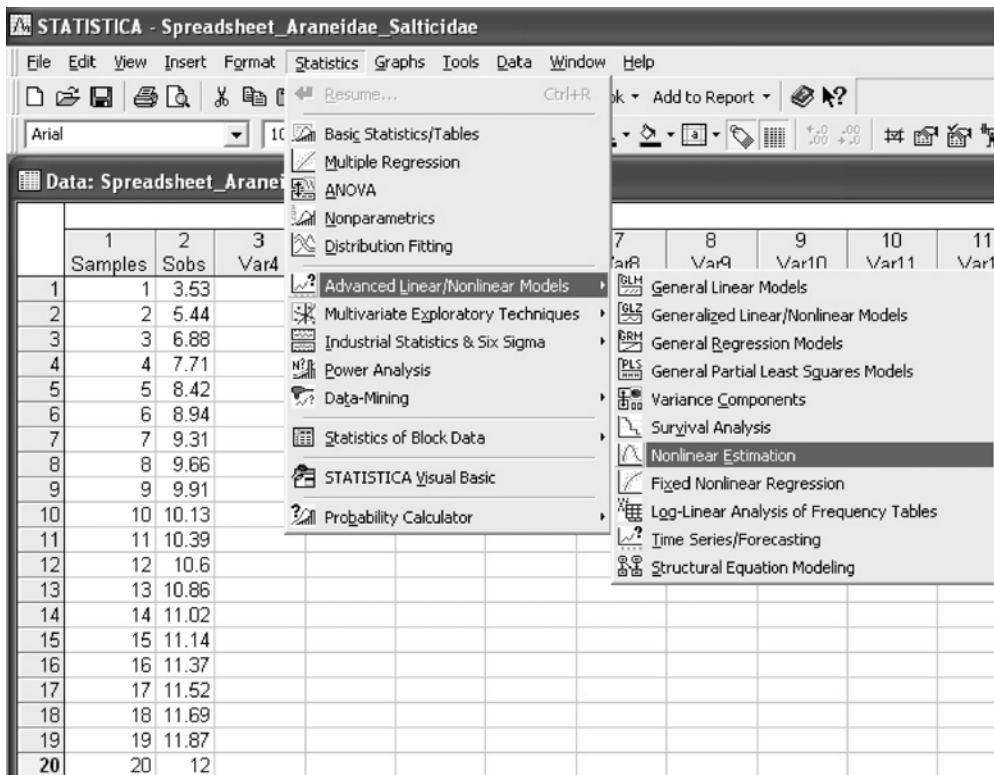 STATISTICA - Spreadsheet_Araneidae_Salticidae
File Edit View Insert Format Statistics Graphs Tools Data Window Help
Resume... Ctrl+R
Add to Report
Arial 10
Basic Statistics/Tables
Multiple Regression
ANOVA
Nonparametrics
Distribution Fitting
Advanced Linear/Nonlinear Models
Multivariate Exploratory Techniques
Industrial Statistics & Six Sigma
Power Analysis
Data-Mining
Statistics of Block Data
STATISTICA Visual Basic
Probability Calculator
GLM General Linear Models
GLZ Generalized Linear/Nonlinear Models
GRM General Regression Models
PLS General Partial Least Squares Models
Variance Components
Survival Analysis
Nonlinear Estimation
Fixed Nonlinear Regression
Log-Linear Analysis of Frequency Tables
Time Series/Forecasting
Structural Equation Modeling
Data: Spreadsheet_Aranei
1 2 3 7 8 9 10 11
Samples Sobs Var4 Var8 Var9 Var10 Var11 Var1
1 1 3.53
2 2 5.44
3 3 6.88
4 4 7.71
5 5 8.42
6 6 8.94
7 7 9.31
8 8 9.66
9 9 9.91
10 10 10.13
11 11 10.39
12 12 10.6
13 13 10.86
14 14 11.02
15 15 11.14
16 16 11.37
17 17 11.52
18 18 11.69
19 19 11.87
20 20 12